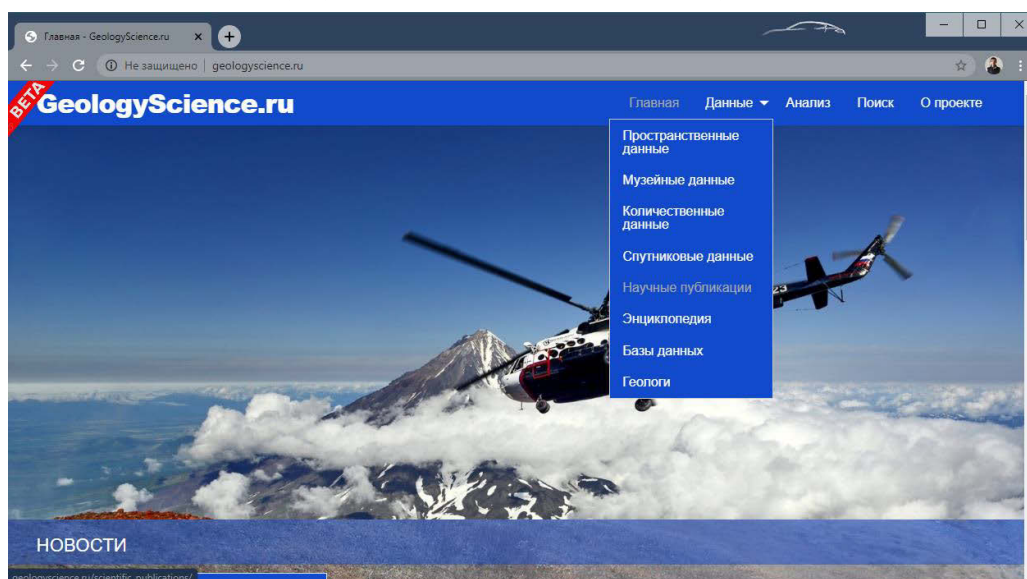 Главная - GeologyScience.ru
Не защищено | geologyscience.ru
BETA
GeologyScience.ru
Главная Данные Анализ Поиск О проекте
Пространственные
данные
Музейные данные
Количественные
данные
Спутниковые данные
Научные публикации
Энциклопедия
Базы данных
Геологи
23
НОВОСТИ
geologyscience.ru/scientific_publications/